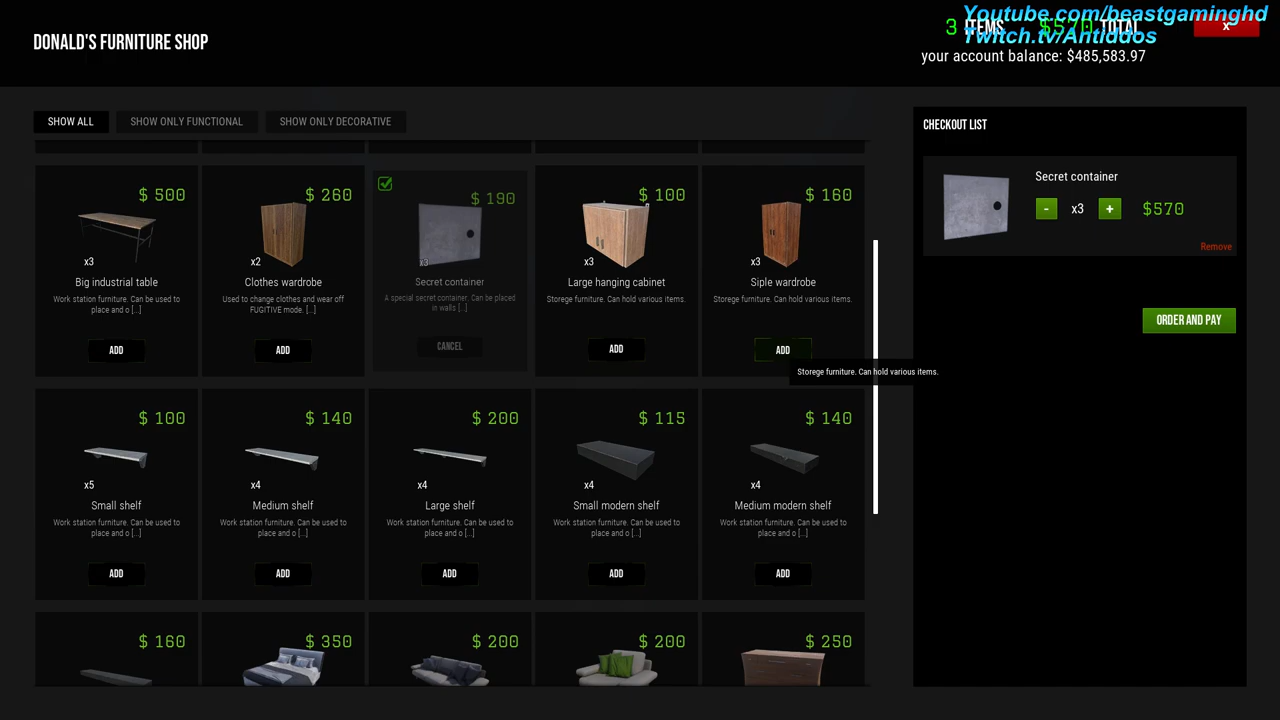 DONALD'S FURNITURE SHOP
Youtube.com/beastgaminghd
3 ITEMS $570 TOTAL
Twitch.tv/Antiddos
x
your account balance: $485,583.97
SHOW ALL
SHOW ONLY FUNCTIONAL
SHOW ONLY DECORATIVE
$ 500
x3
Big industrial table
Work station furniture. Can be used to
place and o [...]
ADD
$ 260
x2
Clothes wardrobe
Used to change clothes and wear off
FUGITIVE mode. [...]
ADD
$ 190
x3
Secret container
A special secret container. Can be placed
in walls [...]
CANCEL
$ 100
x3
Large hanging cabinet
Storege furniture. Can hold various items.
ADD
$ 160
x3
Siple wardrobe
Storege furniture. Can hold various items.
ADD
Storege furniture. Can hold various items.
$ 100
x5
Small shelf
Work station furniture. Can be used to
place and o [...]
ADD
$ 140
x4
Medium shelf
Work station furniture. Can be used to
place and o [...]
ADD
$ 200
x4
Large shelf
Work station furniture. Can be used to
place and o [...]
ADD
$ 115
x4
Small modern shelf
Work station furniture. Can be used to
place and o [...]
ADD
$ 140
x4
Medium modern shelf
Work station furniture. Can be used to
place and o [...]
ADD
$ 160
$ 350
$ 200
$ 200
$ 250
CHECKOUT LIST
Secret container
- x3 + $570
Remove
ORDER AND PAY